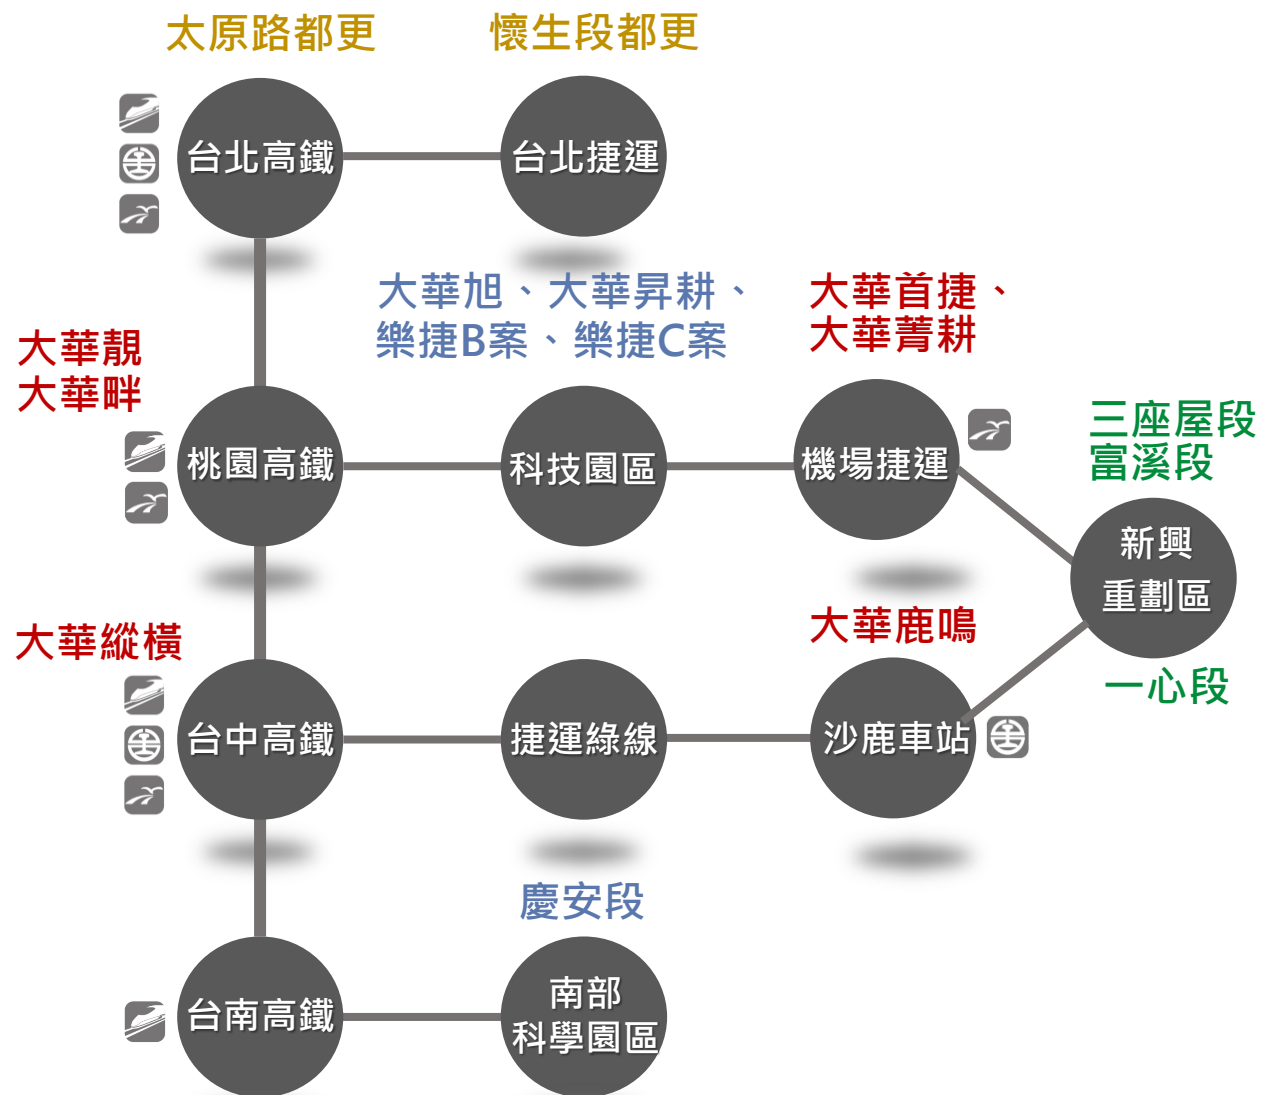 太原路都更
懷生段都更
台北高鐵
台北捷運
大華旭、大華昇耕、
樂捷B案、樂捷C案
大華首捷、
大華菁耕
大華靚
大華畔
桃園高鐵
科技園區
機場捷運
三座屋段
富溪段
新興
重劃區
一心段
大華縱橫
大華鹿鳴
台中高鐵
捷運綠線
沙鹿車站
慶安段
台南高鐵
南部
科學園區